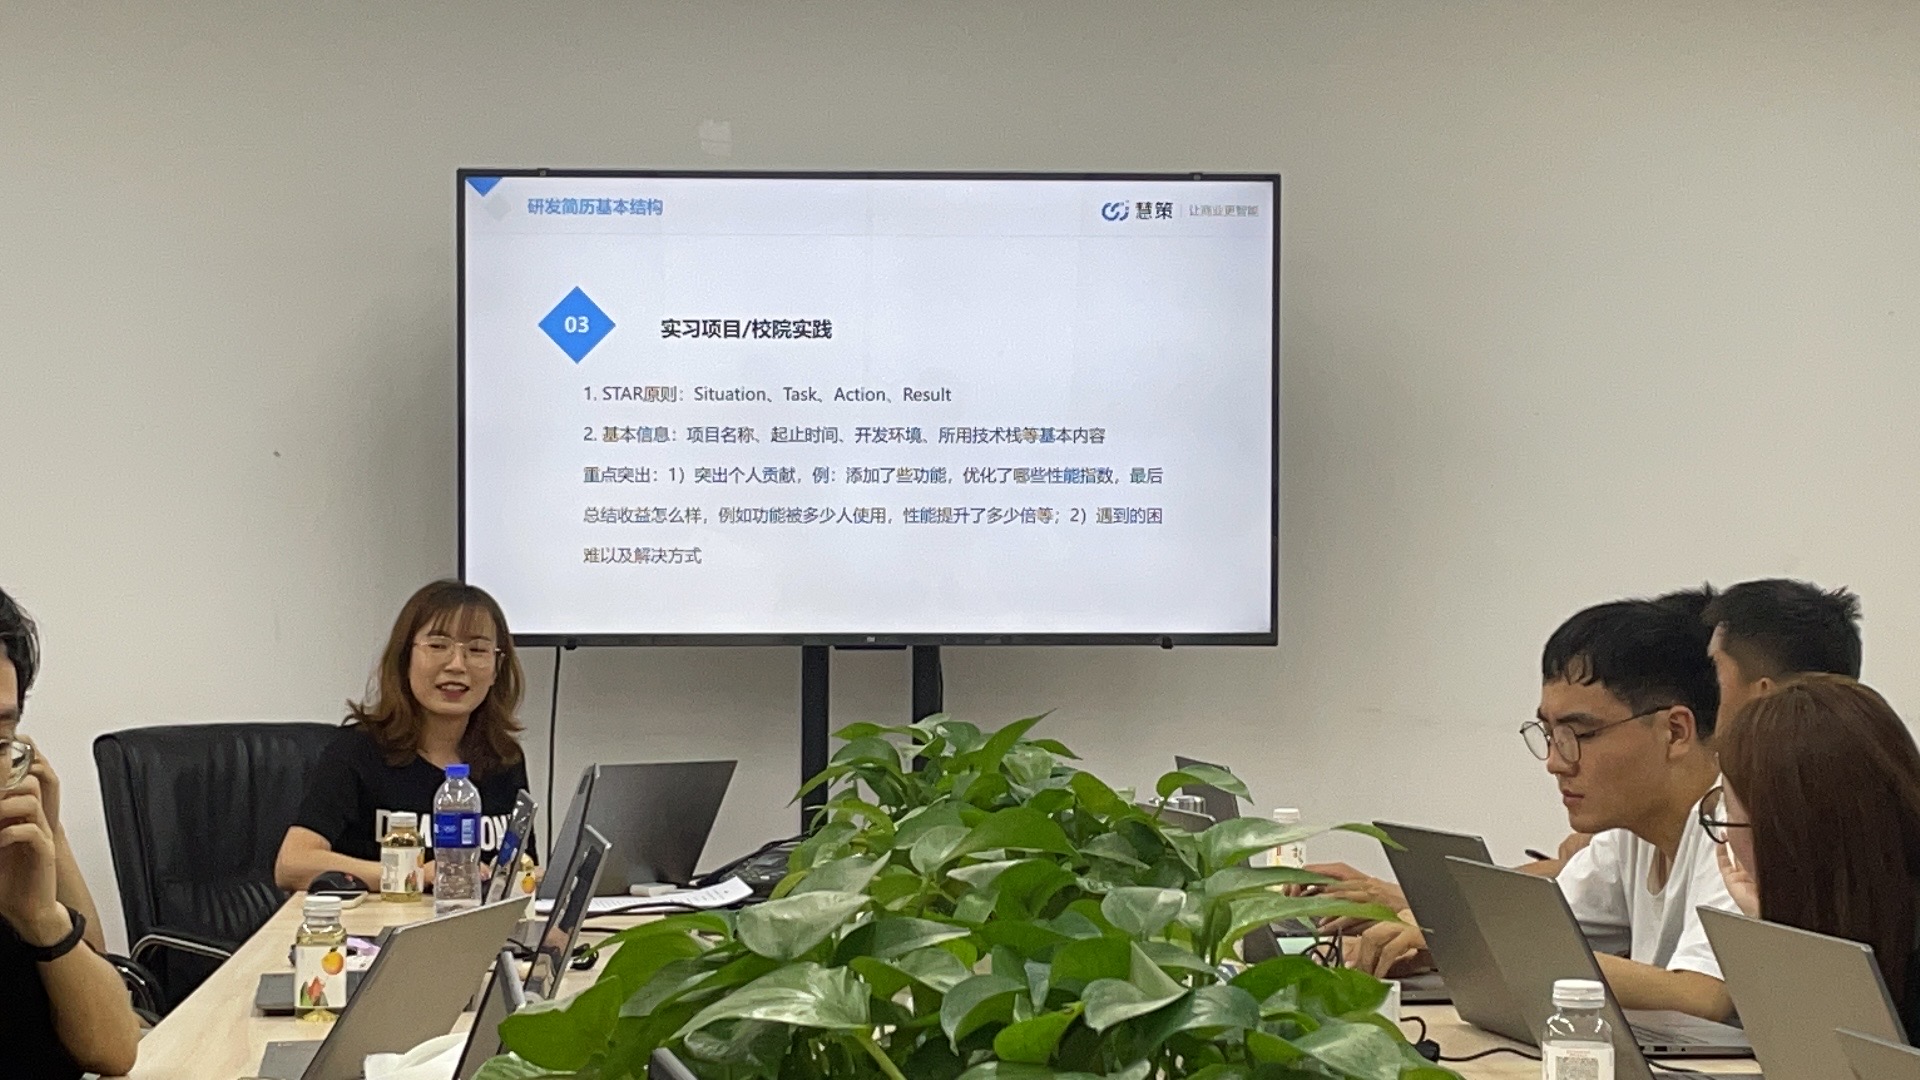 研发简历基本结构
慧策 让商业更智能
03
实习项目/校院实践
1. STAR原则：Situation、Task、Action、Result
2. 基本信息：项目名称、起止时间、开发环境、所用技术栈等基本内容
重点突出：1）突出个人贡献，例：添加了些功能，优化了哪些性能指数，最后
总结收益怎么样，例如功能被多少人使用，性能提升了多少倍等；2）遇到的困
难以及解决方式